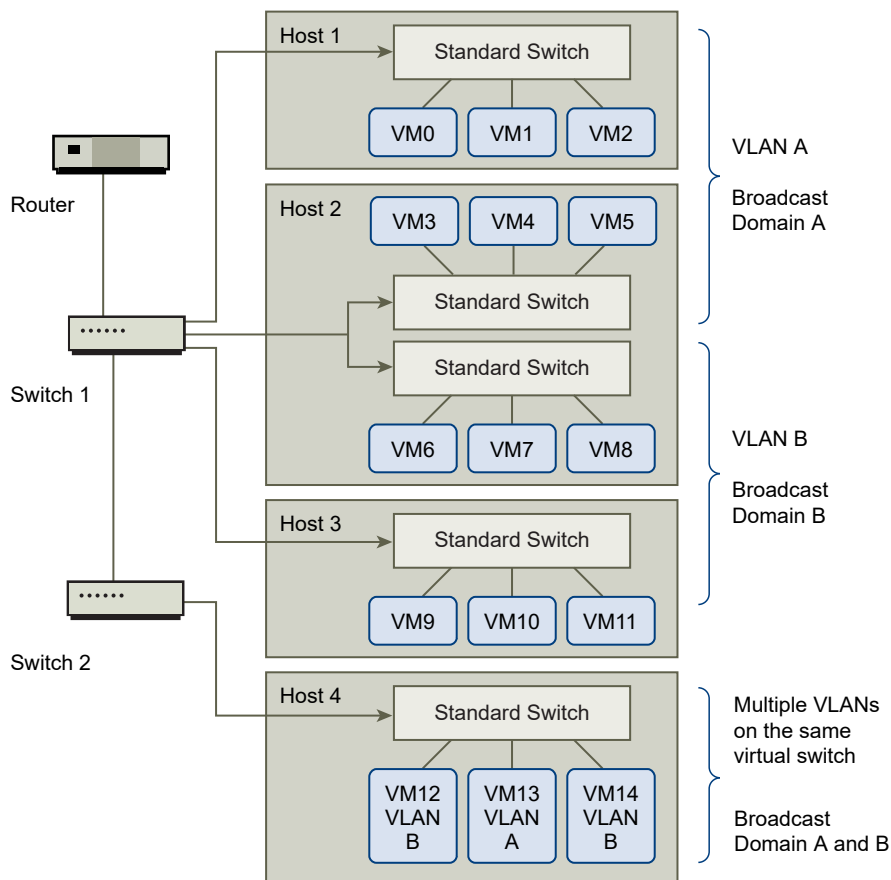 Host 1
Standard Switch
VM0
VM1
VM2
VLAN A
Broadcast
Domain A
Router
Host 2
VM3
VM4
VM5
Standard Switch
Switch 1
Standard Switch
VM6
VM7
VM8
VLAN B
Broadcast
Domain B
Host 3
Standard Switch
VM9
VM10
VM11
Switch 2
Host 4
Standard Switch
VM12
VLAN
B
VM13
VLAN
A
VM14
VLAN
B
Multiple VLANs
on the same
virtual switch
Broadcast
Domain A and B